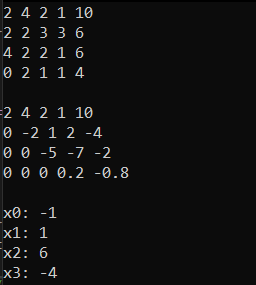 2 4 2 1 10
2 2 3 3 6
4 2 2 1 6
0 2 1 1 4

2 4 2 1 10
0 -2 1 2 -4
0 0 -5 -7 -2
0 0 0 0.2 -0.8

x0: -1
x1: 1
x2: 6
x3: -4